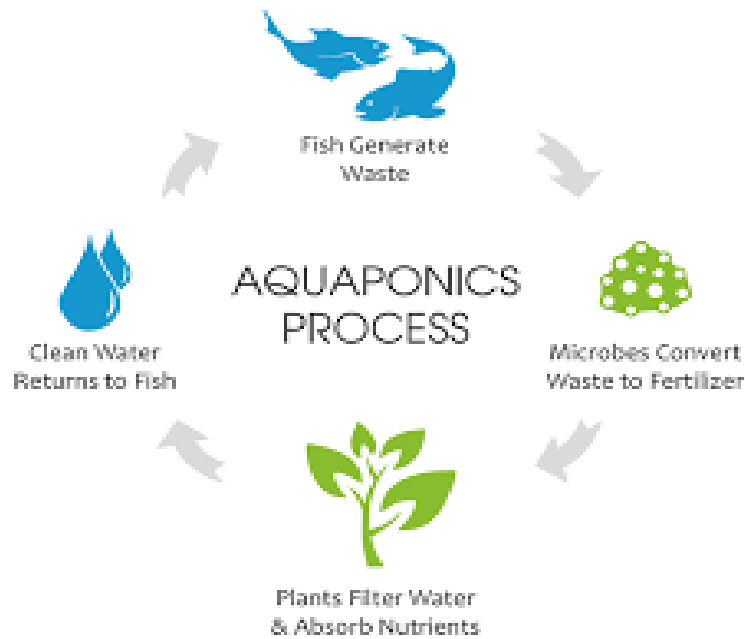 Fish Generate
Waste
AQUAPONICS
PROCESS
Clean Water
Returns to Fish
Microbes Convert
Waste to Fertilizer
Plants Filter Water
& Absorb Nutrients